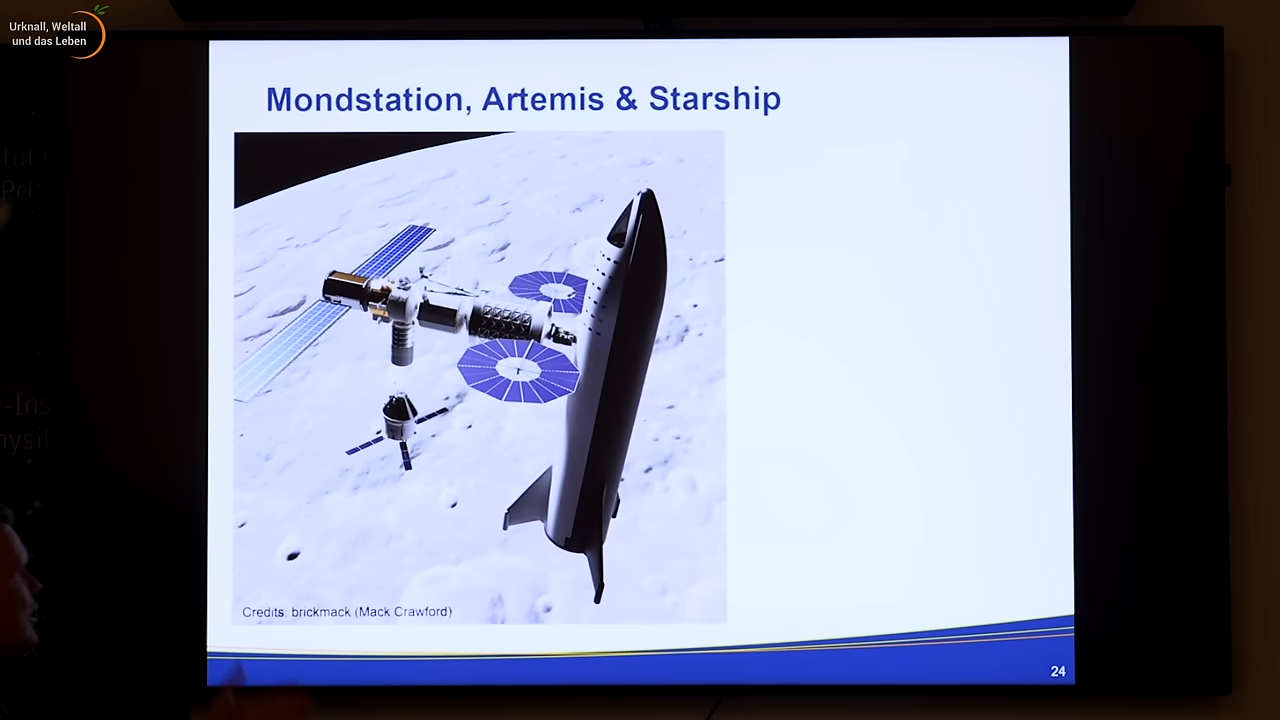 Urknall, Weltall
und das Leben
Mondstation, Artemis & Starship
Credits: brickmack (Mack Crawford)
24